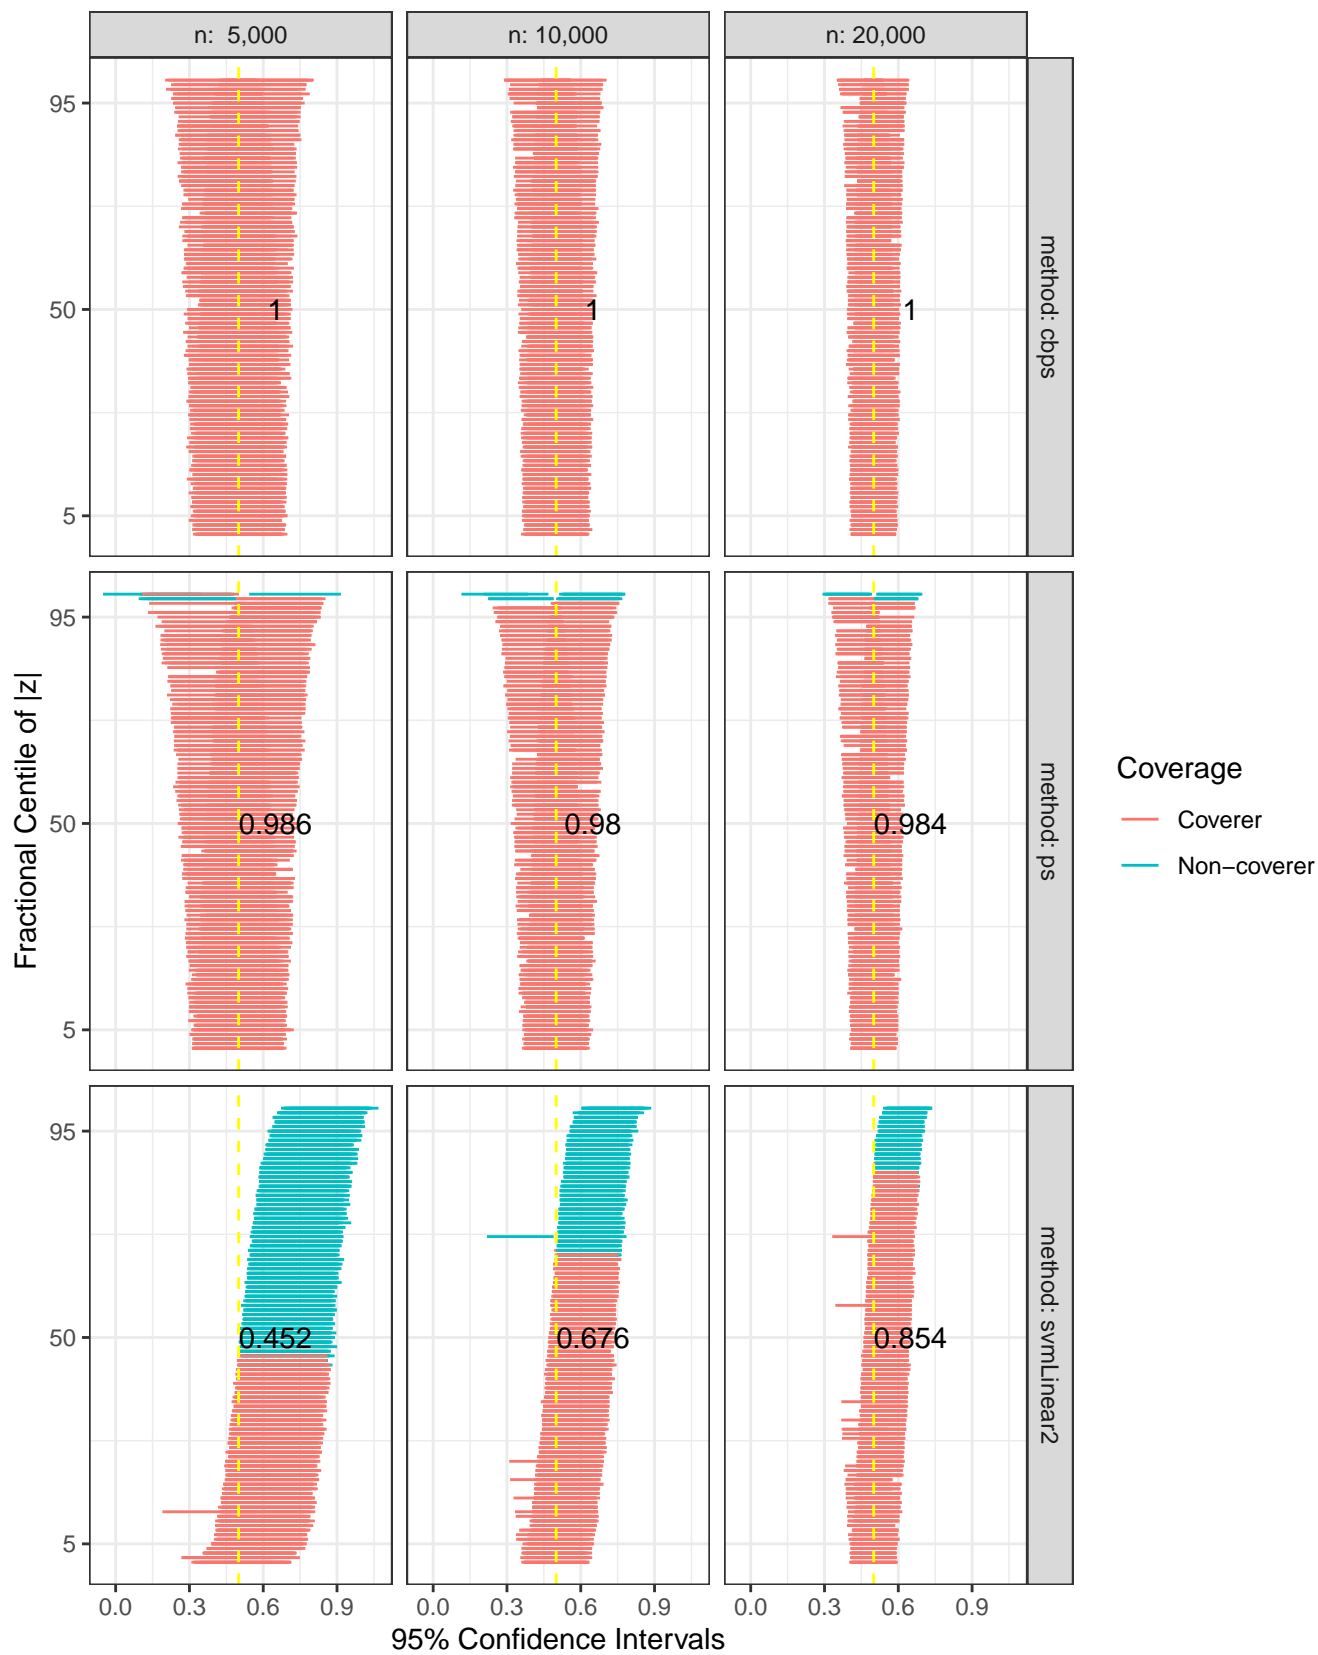 n:  5,000
n: 10,000
n: 20,000
95
50
5
1
1
1
method: cbps
95
50
5
0.986
0.98
0.984
method: ps
95
50
5
0.452
0.676
0.854
method: svmLinear2
0.0 0.3 0.6 0.9
0.0 0.3 0.6 0.9
0.0 0.3 0.6 0.9
95% Confidence Intervals
Fractional Centile of |z|
Coverage
Coverer
Non−coverer